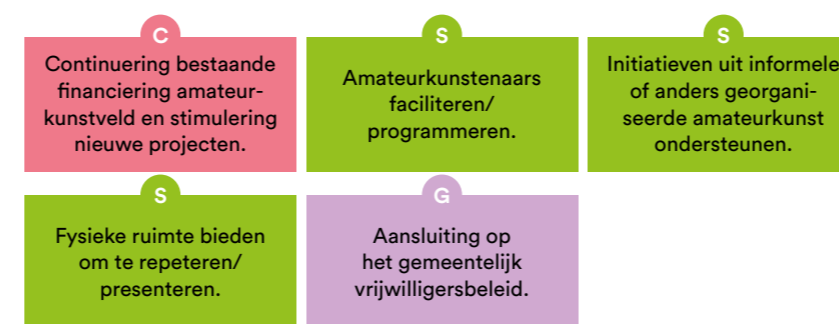 C
Continuering bestaande
financiering amateur-
kunstveld en stimulering
nieuwe projecten.
S
Amateurkunstenaars
faciliteren/
programmeren.
S
Initiatieven uit informele
of anders georgani-
seerde amateurkunst
ondersteunen.
S
Fysieke ruimte bieden
om te repeteren/
presenteren.
G
Aansluiting op
het gemeentelijk
vrijwilligersbeleid.